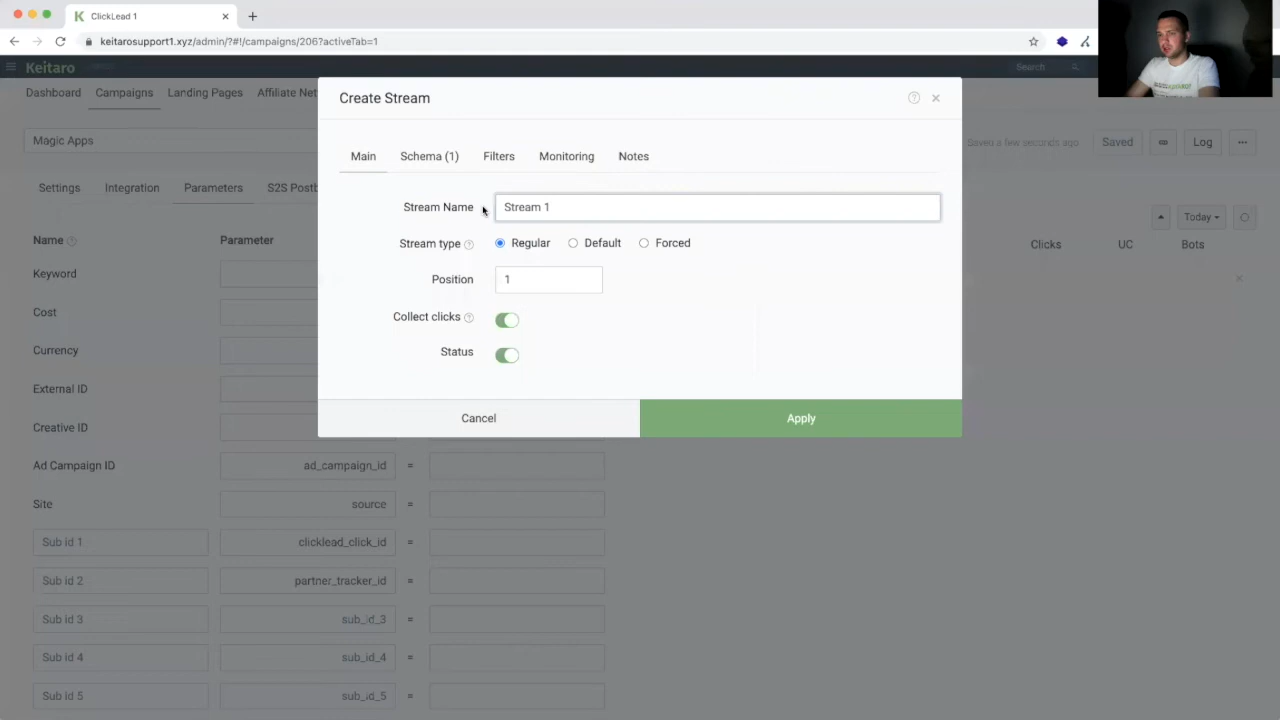 ClickLead 1
keitarosupport1.xyz/admin/?#!/campaigns/206?activeTab=1
Keitaro
Search
Dashboard
Campaigns
Landing Pages
Affiliate Net
Create Stream
Magic Apps
Saved a few seconds ago
Saved
Log
Main
Schema (1)
Filters
Monitoring
Notes
Settings
Integration
Parameters
S2S Postb
Stream Name
Stream 1
Today
Name
Parameter
Stream type
Regular
Default
Forced
Clicks
UC
Bots
Keyword
Position
1
Cost
Collect clicks
Currency
Status
External ID
Cancel
Apply
Creative ID
Ad Campaign ID
ad_campaign_id
=
Site
source
=
Sub id 1
clicklead_click_id
=
Sub id 2
partner_tracker_id
=
Sub id 3
sub_id_3
=
Sub id 4
sub_id_4
=
Sub id 5
sub_id_5
=